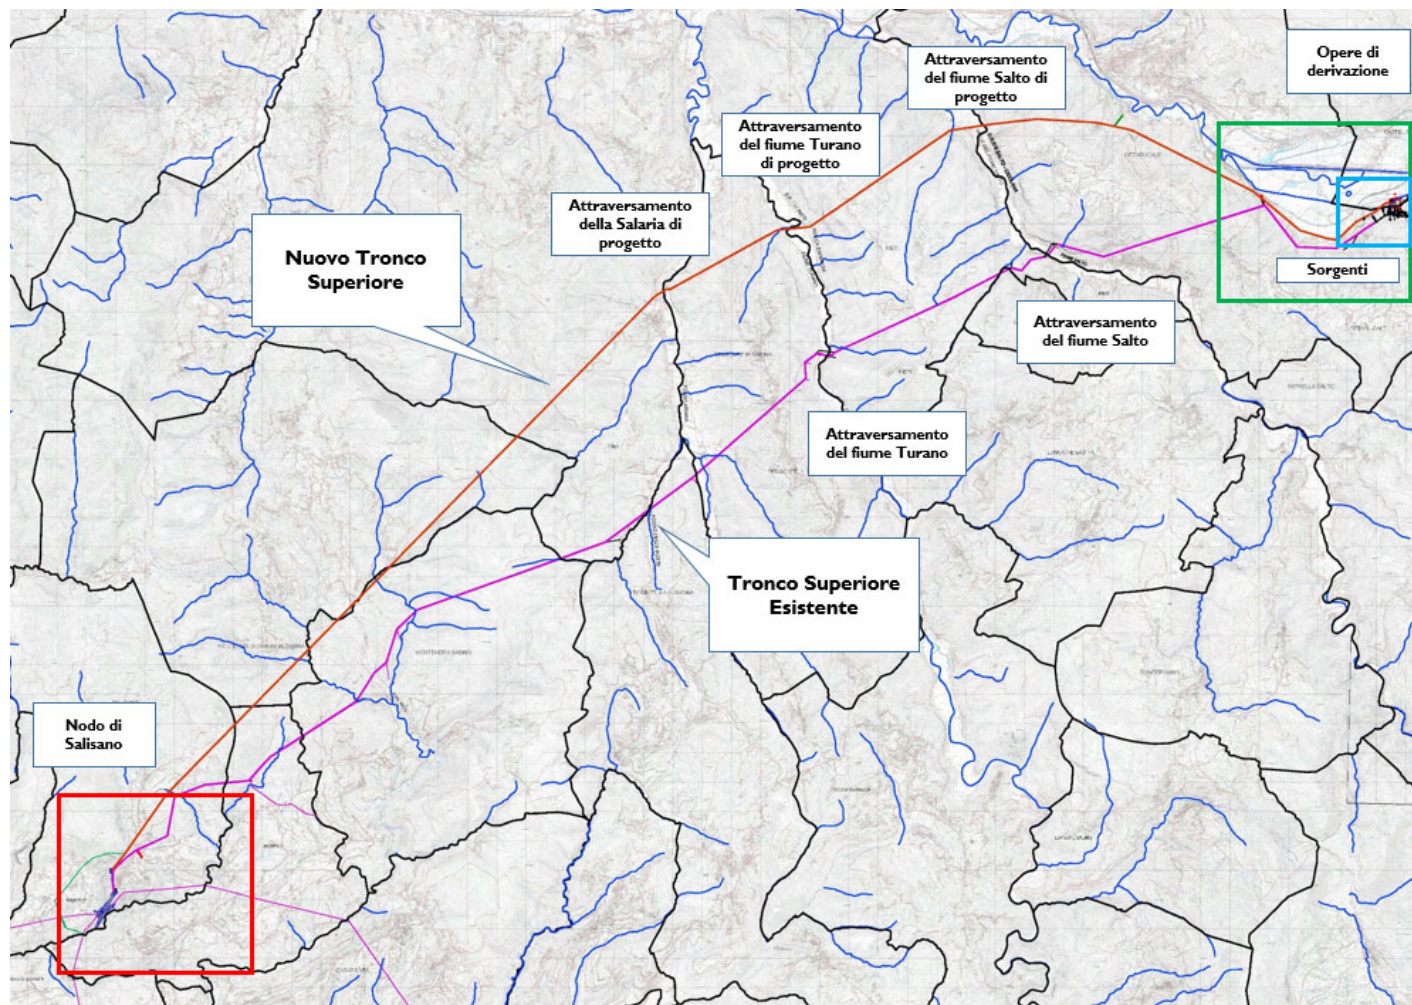 Opere di
derivazione
Attraversamento
del fiume Salto di
progetto
Attraversamento
del fiume Turano
di progetto
Attraversamento
della Salaria di
progetto
Nuovo Tronco
Superiore
Sorgenti
Attraversamento
del fiume Salto
Attraversamento
del fiume Turano
Tronco Superiore
Esistente
Nodo di
Salisano